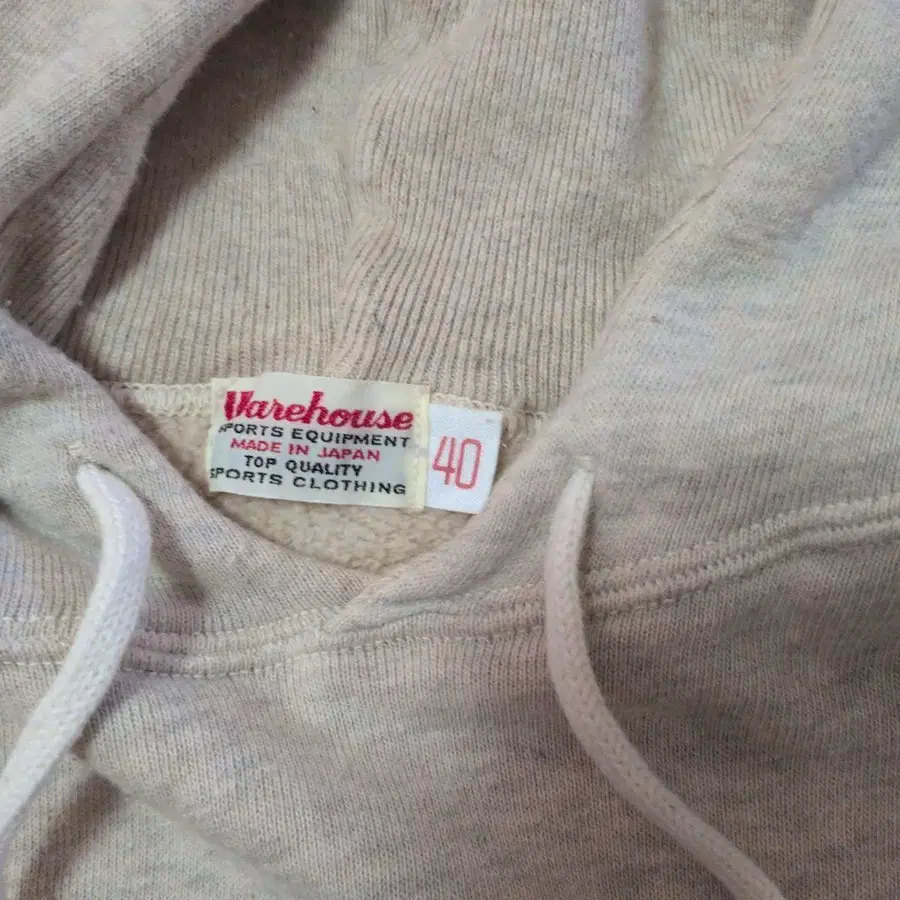 Warehouse
SPORTS EQUIPMENT
MADE IN JAPAN
TOP QUALITY
SPORTS CLOTHING
40